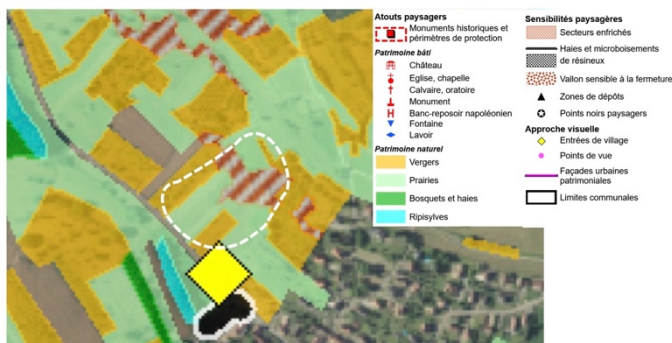 Atouts paysagers
Monuments historiques et
périmètres de protection
Patrimoine bâti
Château
Eglise, chapelle
Calvaire, oratoire
Monument
Banc-reposoir napoléonien
Fontaine
Lavoir
Patrimoine naturel
Vergers
Prairies
Bosquets et haies
Ripisylves
Sensibilités paysagères
Secteurs enfrichés
Haies et microboisements
de résineux
Vallon sensible à la fermeture
Zones de dépôts
Points noirs paysagers
Approche visuelle
Entrées de village
Points de vue
Façades urbaines
patrimoniales
Limites communales